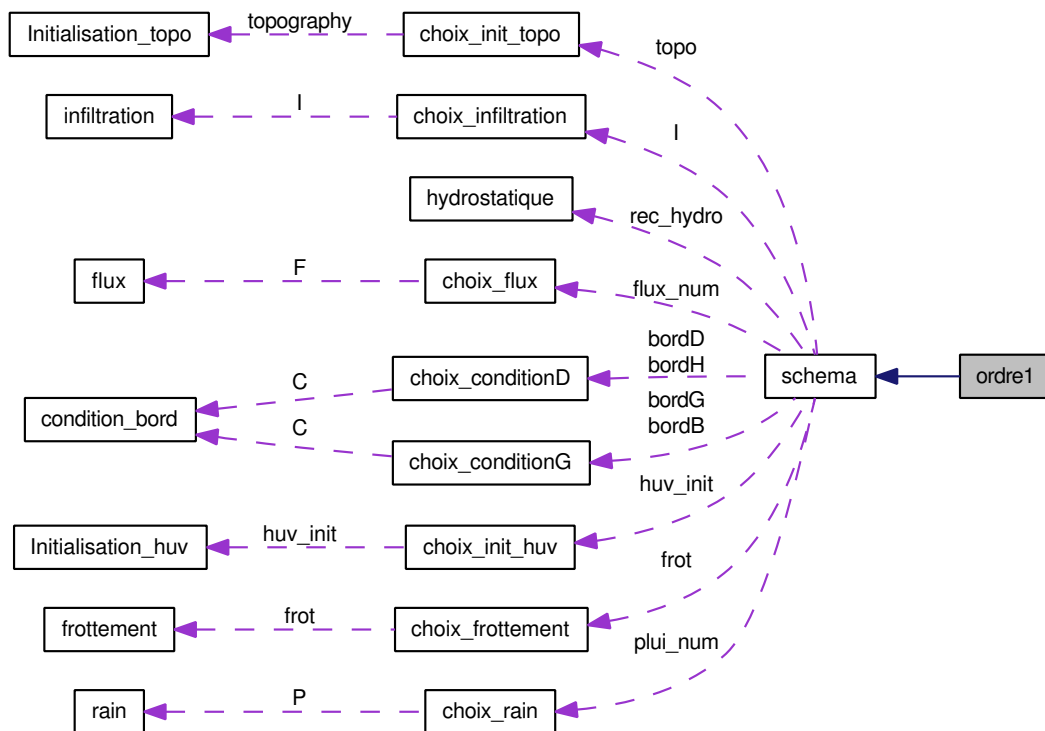 Initialisation_topo
topography
choix_init_topo
topo
infiltration
I
choix_infiltration
I
hydrostatique
rec_hydro
flux
F
choix_flux
flux_num
bordD
bordH
condition_bord
C
choix_conditionD
schema
ordre1
C
choix_conditionG
bordG
bordB
Initialisation_huv
huv_init
choix_init_huv
huv_init
frottement
frot
choix_frottement
frot
rain
P
choix_rain
plui_num